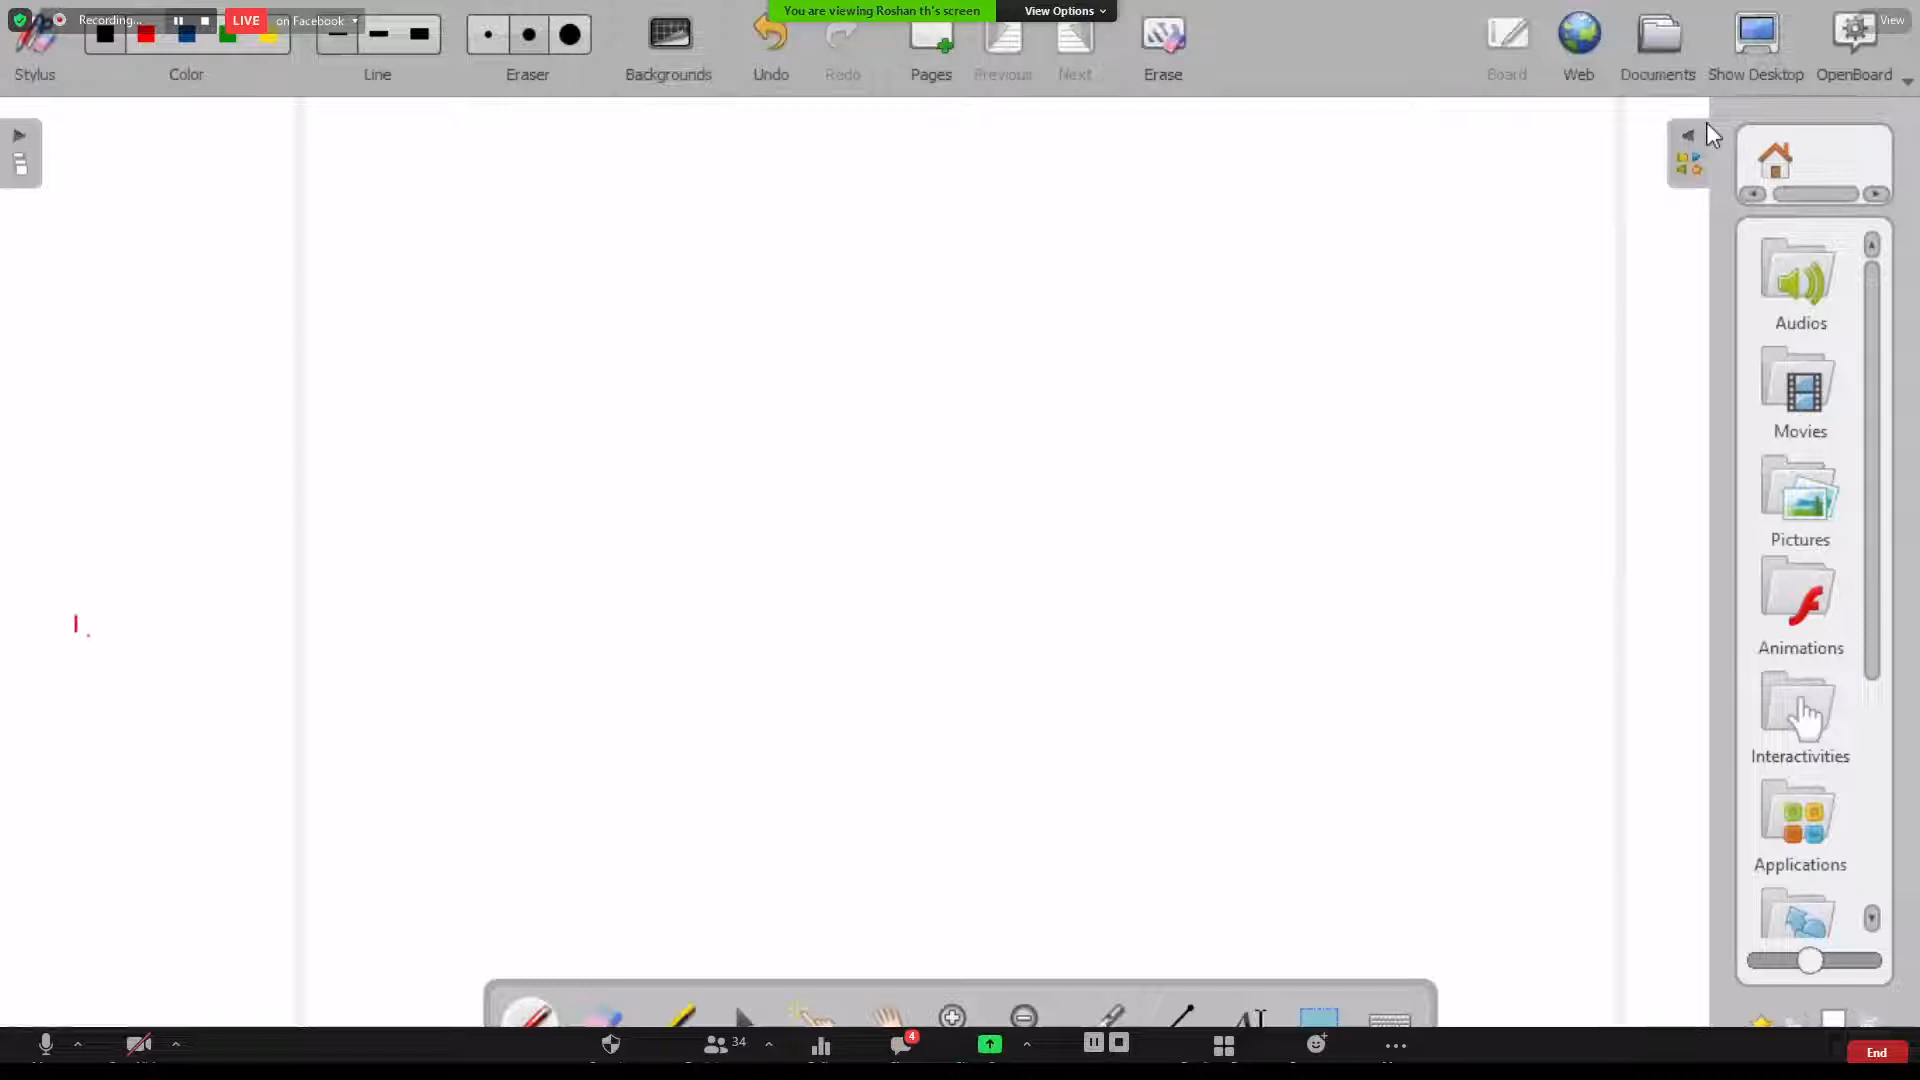 Recording...
LIVE on Facebook
You are viewing Roshan th's screen
View Options
View
Stylus
Color
Line
Eraser
Backgrounds
Undo
Redo
Pages
Previous
Next
Erase
Board
Web
Documents
Show Desktop
OpenBoard
Audios
Movies
Pictures
Animations
Interactivities
Applications
1.
34
4
End